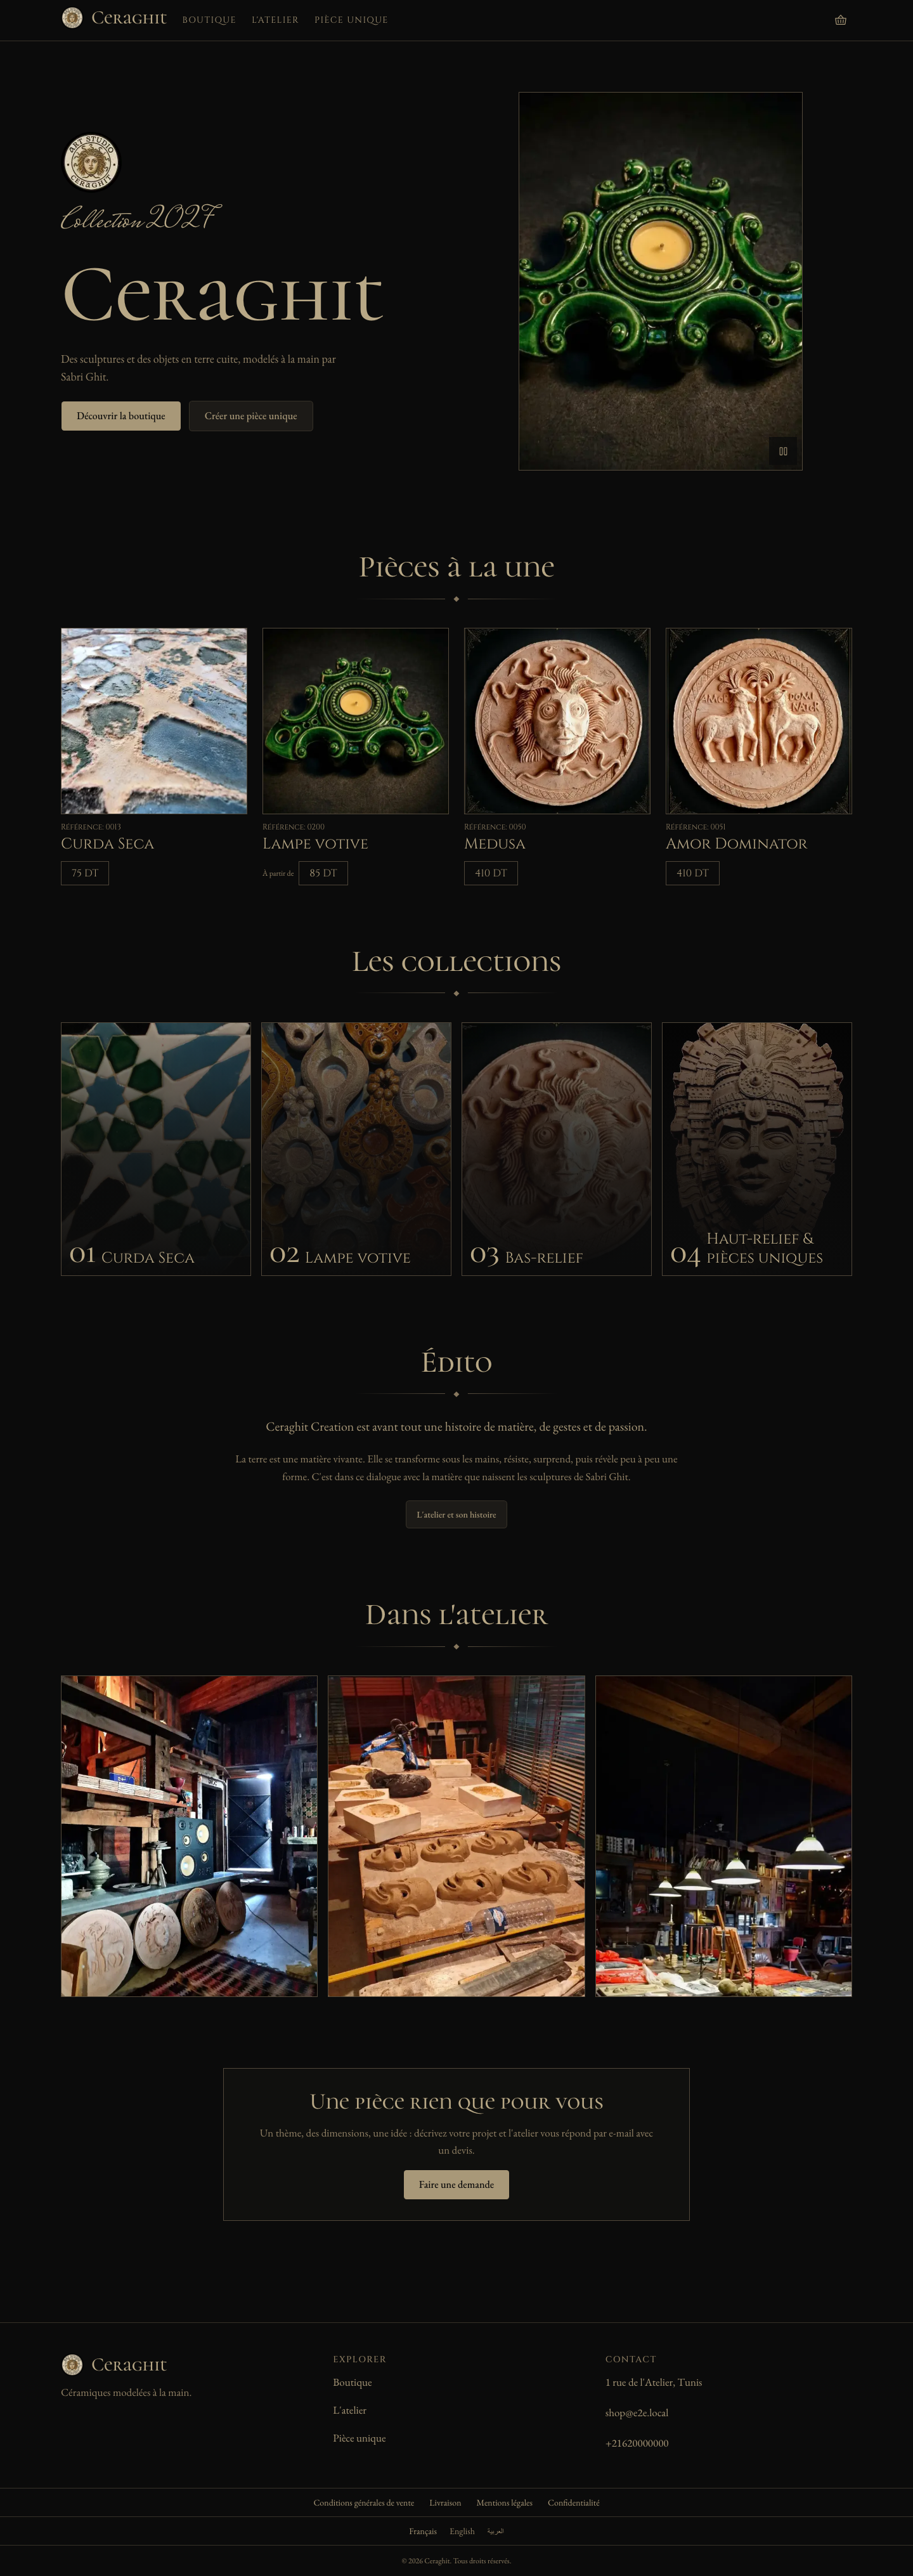 Ceraghit
BOUTIQUE
L'ATELIER
PIÈCE UNIQUE
ART STUDIO
CERAGHIT
Collection 2027
Ceraghit
Des sculptures et des objets en terre cuite, modelés à la main par
Sabri Ghit.
Découvrir la boutique
Créer une pièce unique
Pièces à la une
RÉFÉRENCE: 0013
Curda Seca
75 DT
RÉFÉRENCE: 0200
Lampe votive
À partir de
85 DT
RÉFÉRENCE: 0050
Medusa
410 DT
AMOR
DOMI
NATOR
RÉFÉRENCE: 0051
Amor Dominator
410 DT
Les collections
01 Curda Seca
02 Lampe votive
03 Bas-relief
04 Haut-relief &
pièces uniques
Édito
Ceraghit Creation est avant tout une histoire de matière, de gestes et de passion.
La terre est une matière vivante. Elle se transforme sous les mains, résiste, surprend, puis révèle peu à peu une
forme. C'est dans ce dialogue avec la matière que naissent les sculptures de Sabri Ghit.
L'atelier et son histoire
Dans l'atelier
Une pièce rien que pour vous
Un thème, des dimensions, une idée : décrivez votre projet et l'atelier vous répond par e-mail avec
un devis.
Faire une demande
Ceraghit
Céramiques modelées à la main.
EXPLORER
Boutique
L'atelier
Pièce unique
CONTACT
1 rue de l'Atelier, Tunis
shop@e2e.local
+21620000000
Conditions générales de vente
Livraison
Mentions légales
Confidentialité
Français
English
العربية
© 2026 Ceraghit. Tous droits réservés.